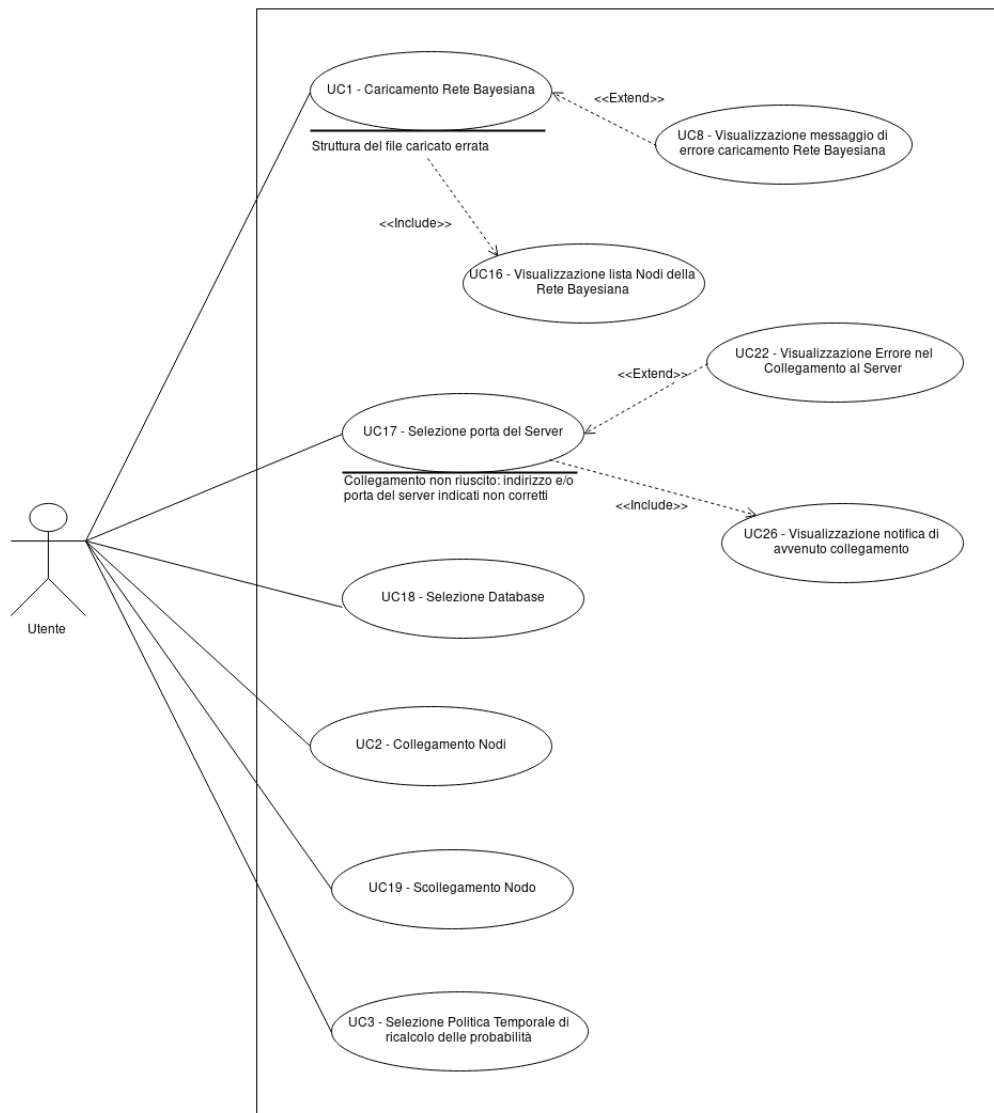 UC1 - Caricamento Rete Bayesiana
<<Extend>>
UC8 - Visualizzazione messaggio di
errore caricamento Rete Bayesiana
Struttura del file caricato errata
<<Include>>
UC16 - Visualizzazione lista Nodi della
Rete Bayesiana
UC22 - Visualizzazione Errore nel
Collegamento al Server
<<Extend>>
UC17 - Selezione porta del Server
Collegamento non riuscito: indirizzo e/o
porta del server indicati non corretti
<<Include>>
UC26 - Visualizzazione notifica di
avvenuto collegamento
UC18 - Selezione Database
Utente
UC2 - Collegamento Nodi
UC19 - Scollegamento Nodo
UC3 - Selezione Politica Temporale di
ricalcolo delle probabilità